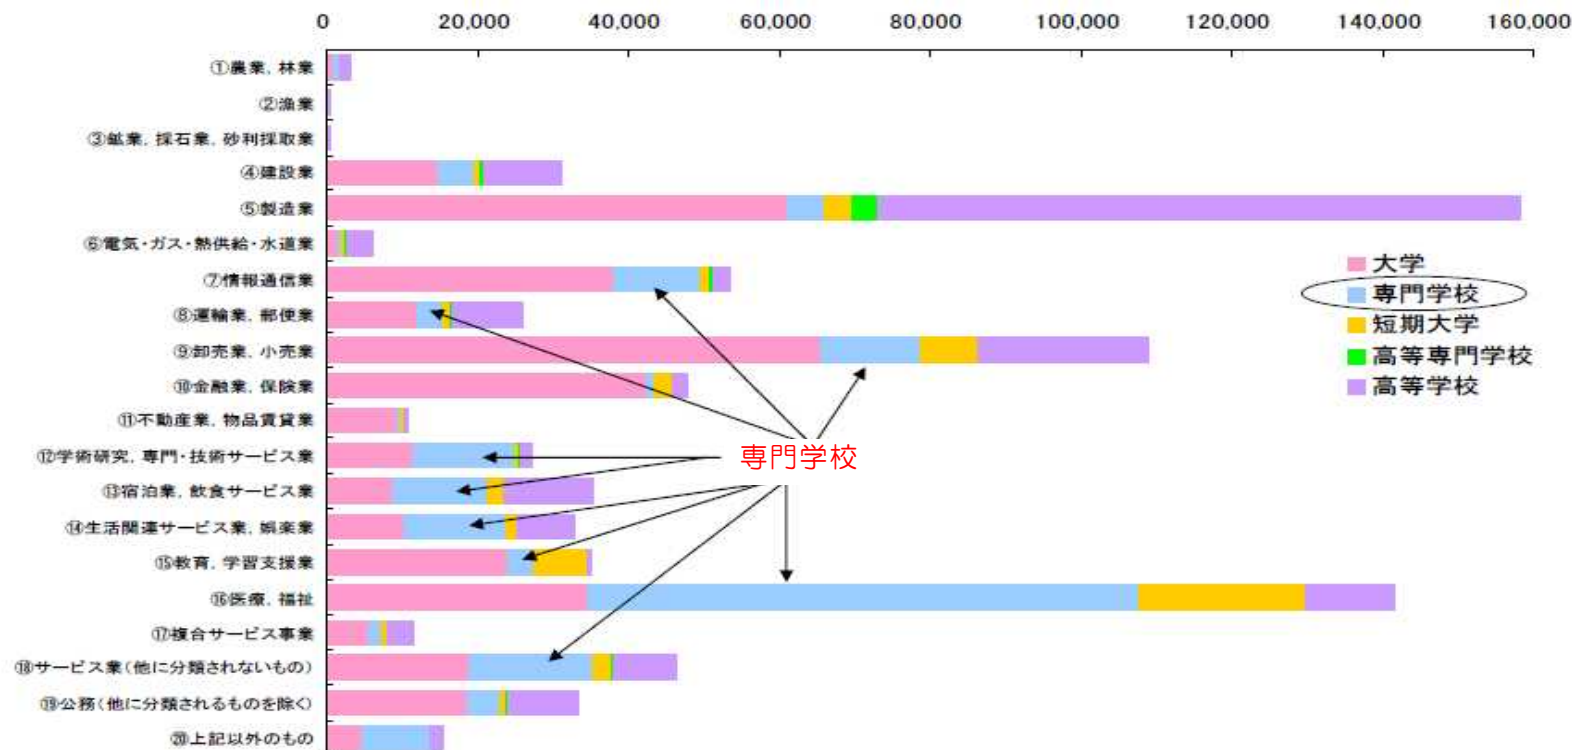 0 20,000 40,000 60,000 80,000 100,000 120,000 140,000 160,000
①農業, 林業
②漁業
③鉱業, 採石業, 砂利採取業
④建設業
⑤製造業
⑥電気・ガス・熱供給・水道業
⑦情報通信業
⑧運輸業, 郵便業
⑨卸売業, 小売業
⑩金融業, 保険業
⑪不動産業, 物品賃貸業
⑫学術研究, 専門・技術サービス業
⑬宿泊業, 飲食サービス業
⑭生活関連サービス業, 娯楽業
⑮教育, 学習支援業
⑯医療, 福祉
⑰複合サービス事業
⑱サービス業(他に分類されないもの)
⑲公務(他に分類されるものを除く)
⑳上記以外のもの
専門学校
大学
専門学校
短期大学
高等専門学校
高等学校